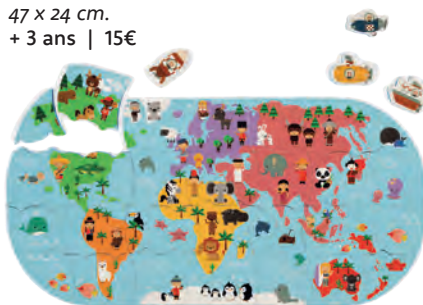 47 x 24 cm.
+ 3 ans | 15€